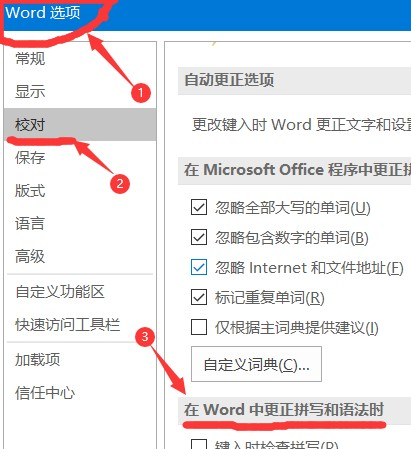 Word 选项
1
常规
显示
校对
2
保存
版式
语言
高级
自定义功能区
快速访问工具栏
3
加载项
信任中心
自动更正选项
更改键入时 Word 更正文字和设
在 Microsoft Office 程序中更正拼
忽略全部大写的单词(U)
忽略包含数字的单词(B)
忽略 Internet 和文件地址(F)
标记重复单词(R)
仅根据主词典提供建议(I)
自定义词典(C)...
在 Word 中更正拼写和语法时
键入时检查拼写(P)